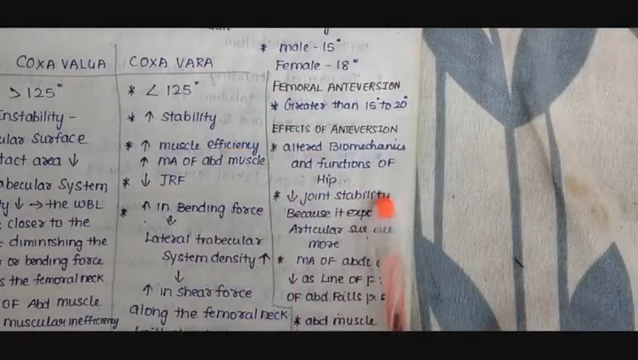 COXA VALGA
> 125°
Instability -
Surface
area ↓
System
↓ → the WBL
closer to the
diminishing the
or bending force
the femoral neck
OF Abd muscle
muscular inefficiency
COXA VARA
* < 125°
* ↑ Stability
* ↑ muscle efficiency
↑ MA OF abd muscle
* ↓ JRF
* ↑ in Bending force
↓
Lateral trabecular
System density ↑
↓
↑ in shear force
along the femoral neck
* male - 15°
Female - 18°
FEMORAL ANTEVERSION
* Greater than 15° to 20°
EFFECTS OF ANTEVERSION
* altered Biomechanics
and functions OF
Hip
* ↓ Joint stability
Because it
Articular
more
* MA OF
↓ as Line OF
OF abd Falls
* abd muscle